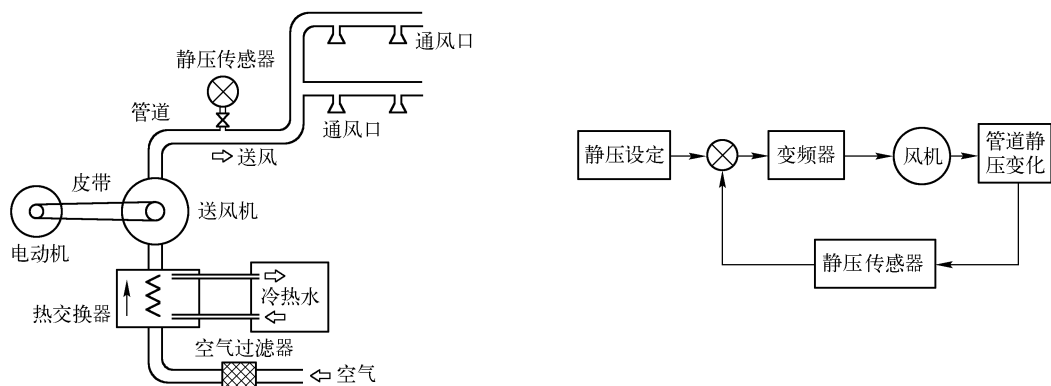 通风口
静压传感器
管道
通风口
送风
皮带
送风机
电动机
冷热水
热交换器
空气过滤器
空气
静压设定
变频器
风机
管道静
压变化
静压传感器